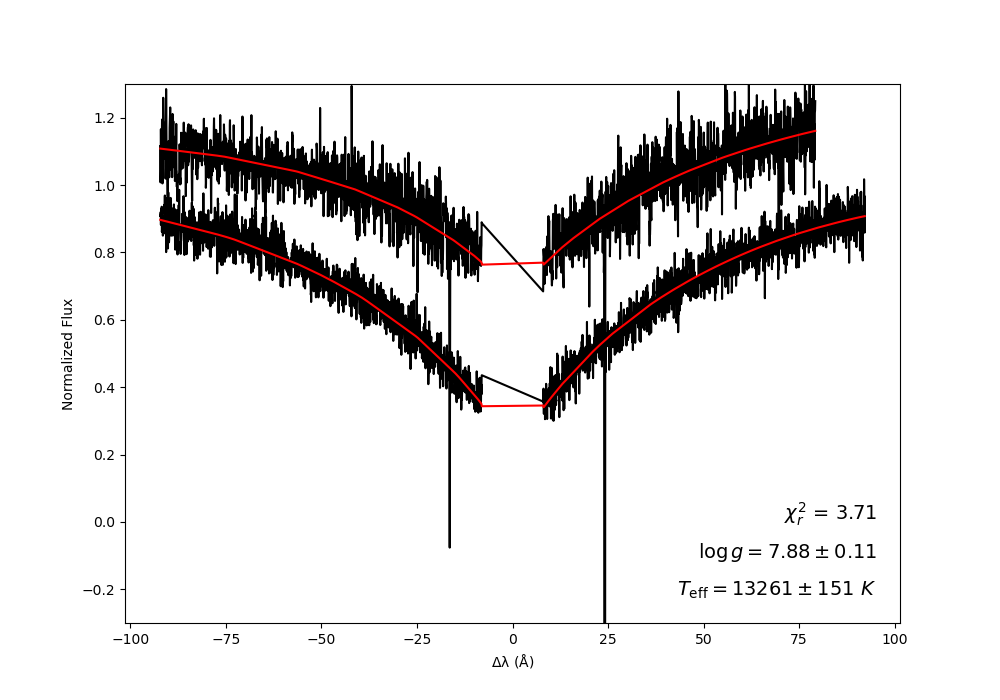 1.2
1.0
0.8
0.6
0.4
0.2
0.0
−0.2
Normalized Flux
χ²ᵣ = 3.71
log g = 7.88 ± 0.11
T_eff = 13261 ± 151 K
−100 −75 −50 −25 0 25 50 75 100
Δλ (Å)